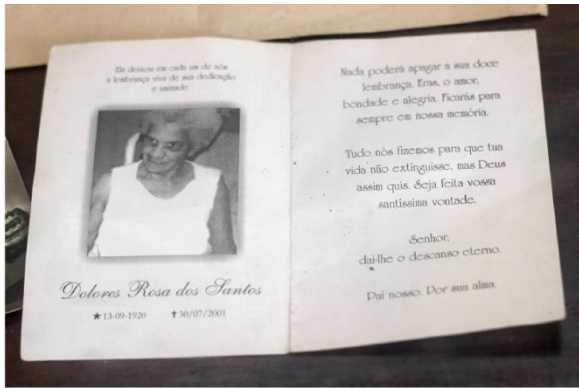 Ela deixou em cada um de nós
a lembrança viva de sua dedicação
e amizade
Dolores Rosa dos Santos
★ 13-09-1920 ✝ 30/07/2001
Nada poderá apagar a sua doce
lembrança. Eras, o amor,
bondade e alegria. Ficarás para
sempre em nossa memória.
Tudo nós fizemos para que tua
vida não extinguisse, mas Deus
assim quis. Seja feita vossa
santíssima vontade.
Senhor,
dai-lhe o descanso eterno.
Pai nosso. Por sua alma.